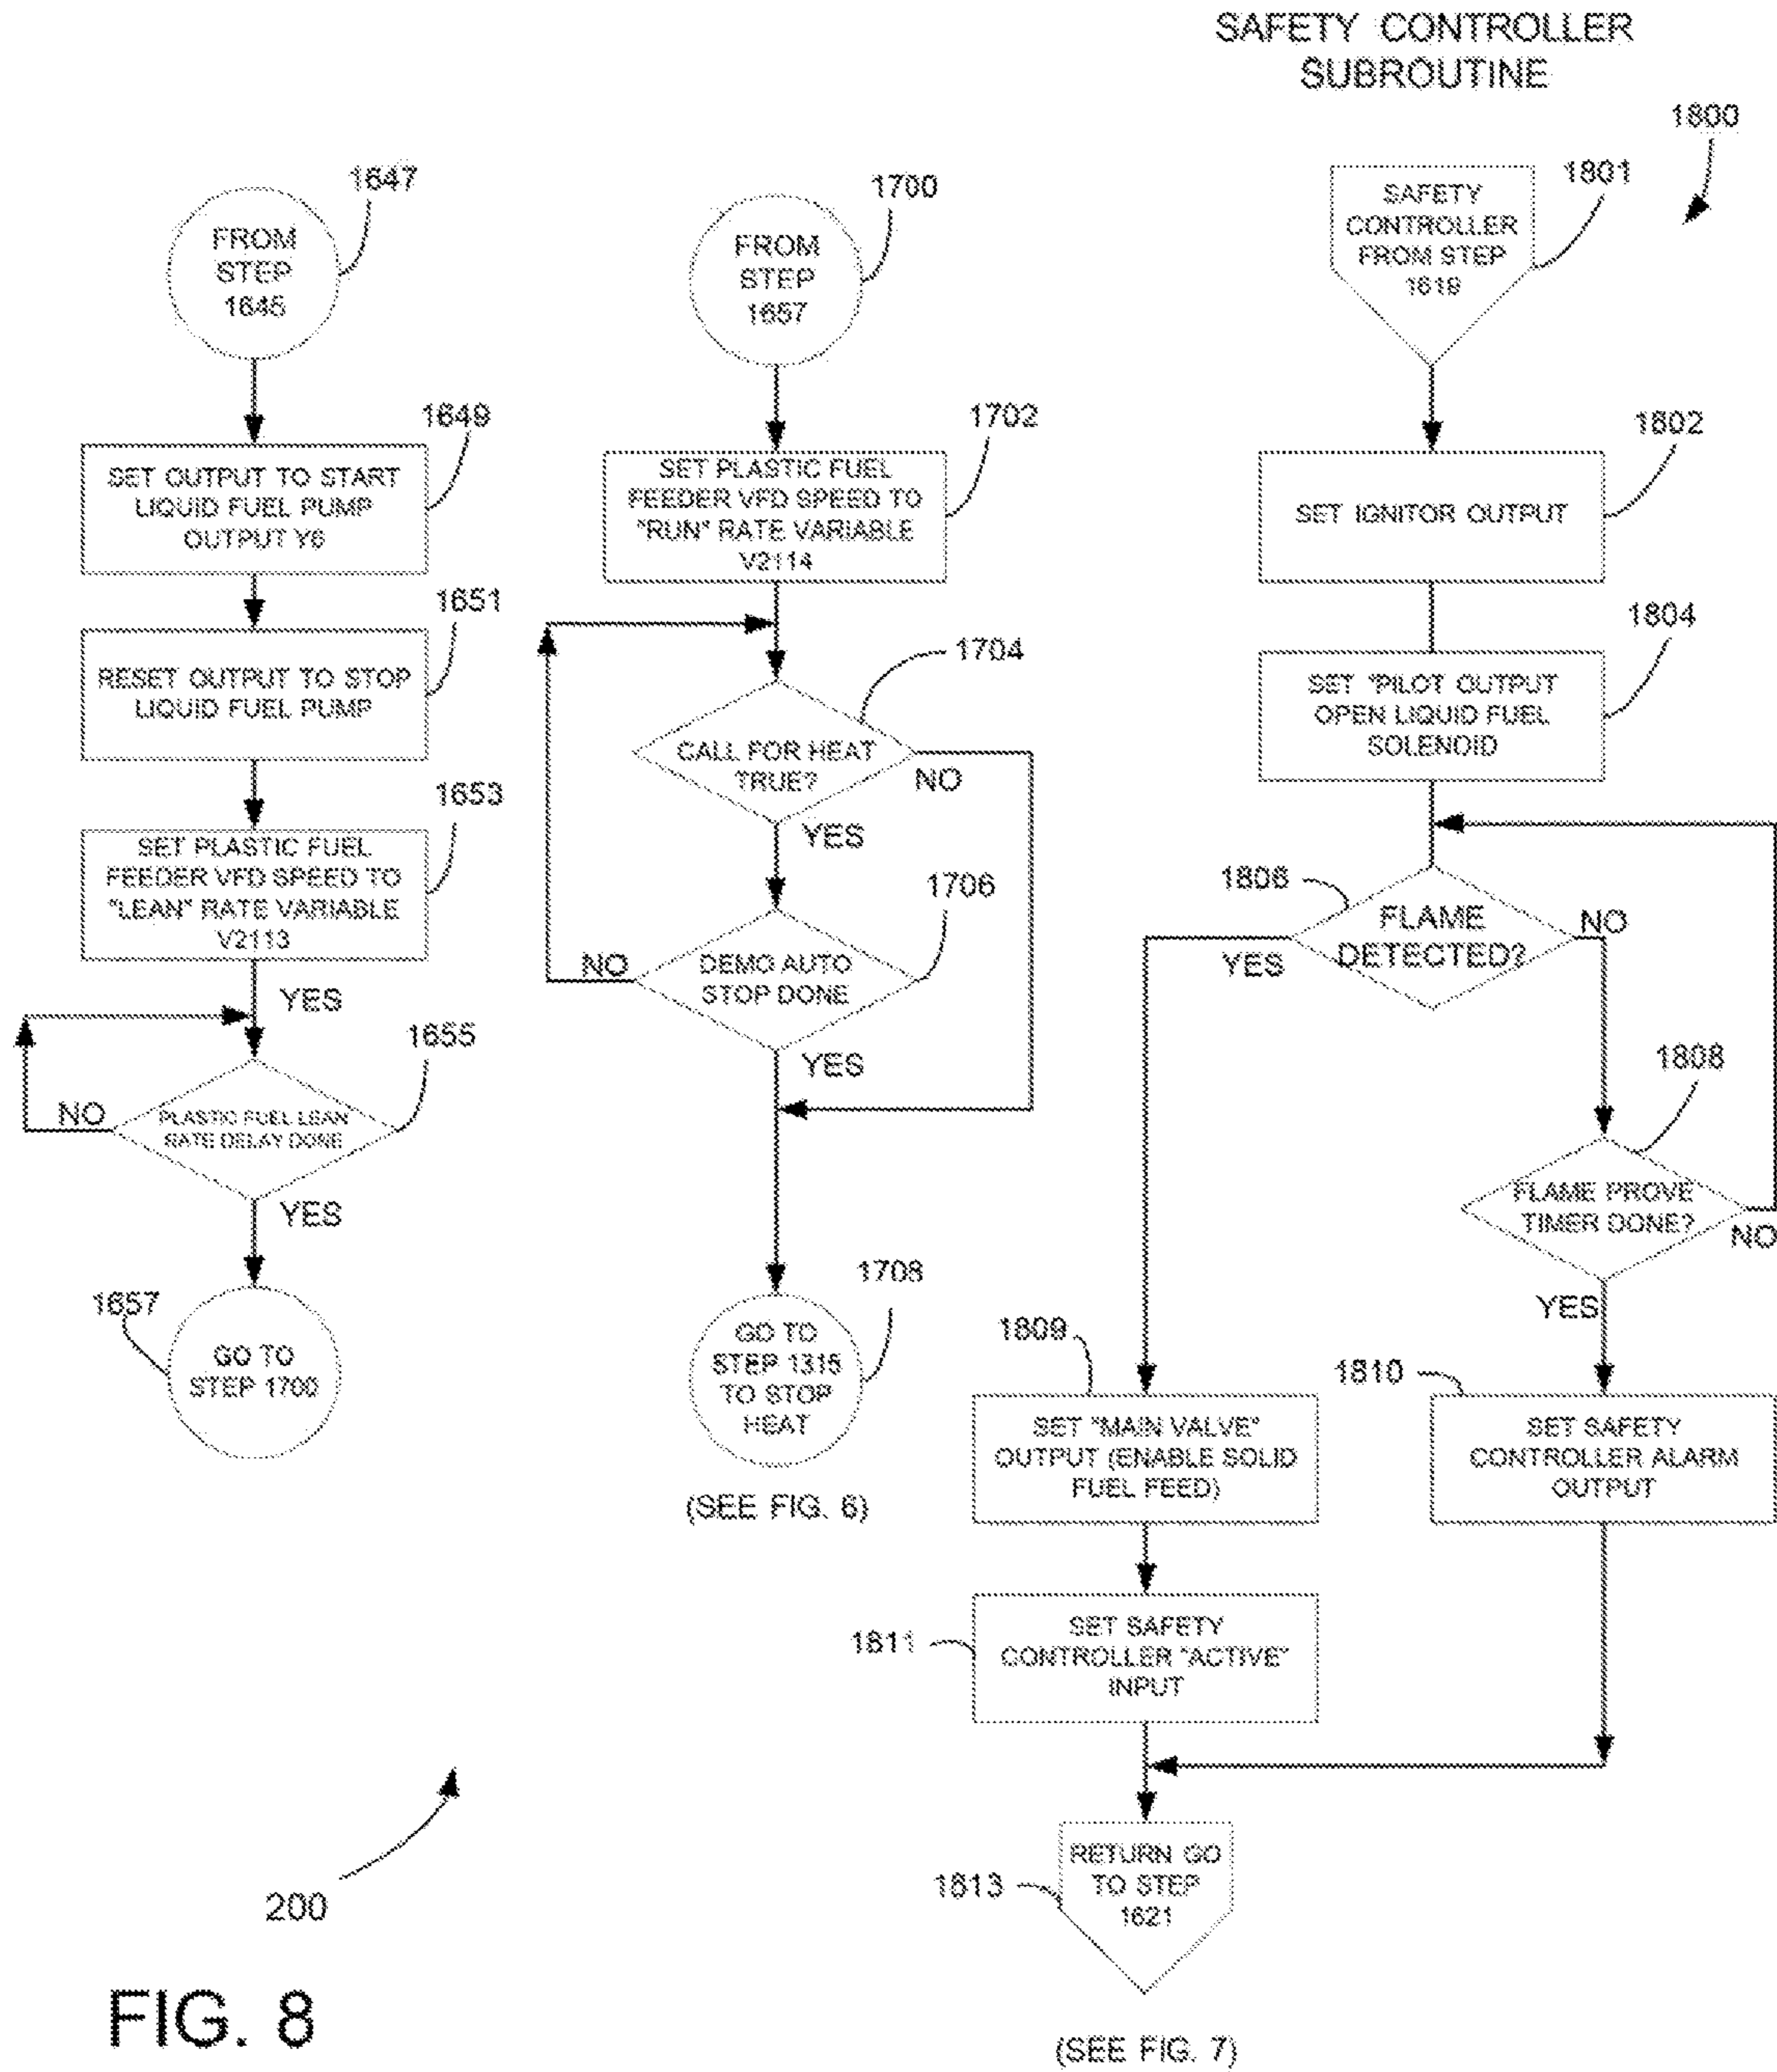 SAFETY CONTROLLER
SUBROUTINE
1800
1647
FROM
STEP
1645
1649
SET OUTPUT TO START
LIQUID FUEL PUMP
OUTPUT Y6
1651
RESET OUTPUT TO STOP
LIQUID FUEL PUMP
1653
SET PLASTIC FUEL
FEEDER VFD SPEED TO
"LEAN" RATE VARIABLE
V2113
YES
1655
NO
PLASTIC FUEL LEAN
RATE DELAY DONE
YES
1657
GO TO
STEP 1700
1700
FROM
STEP
1657
1702
SET PLASTIC FUEL
FEEDER VFD SPEED TO
"RUN" RATE VARIABLE
V2114
1704
CALL FOR HEAT
TRUE?
NO
YES
1706
NO
DEMO AUTO
STOP DONE
YES
1708
GO TO
STEP 1315
TO STOP
HEAT
(SEE FIG. 6)
1801
SAFETY
CONTROLLER
FROM STEP
1619
1802
SET IGNITOR OUTPUT
1804
SET "PILOT OUTPUT
OPEN LIQUID FUEL
SOLENOID
1806
FLAME
DETECTED?
YES
NO
1808
FLAME PROVE
TIMER DONE?
NO
YES
1809
SET "MAIN VALVE"
OUTPUT (ENABLE SOLID
FUEL FEED)
1810
SET SAFETY
CONTROLLER ALARM
OUTPUT
1811
SET SAFETY
CONTROLLER "ACTIVE"
INPUT
1813
RETURN GO
TO STEP
1621
(SEE FIG. 7)
200
FIG. 8